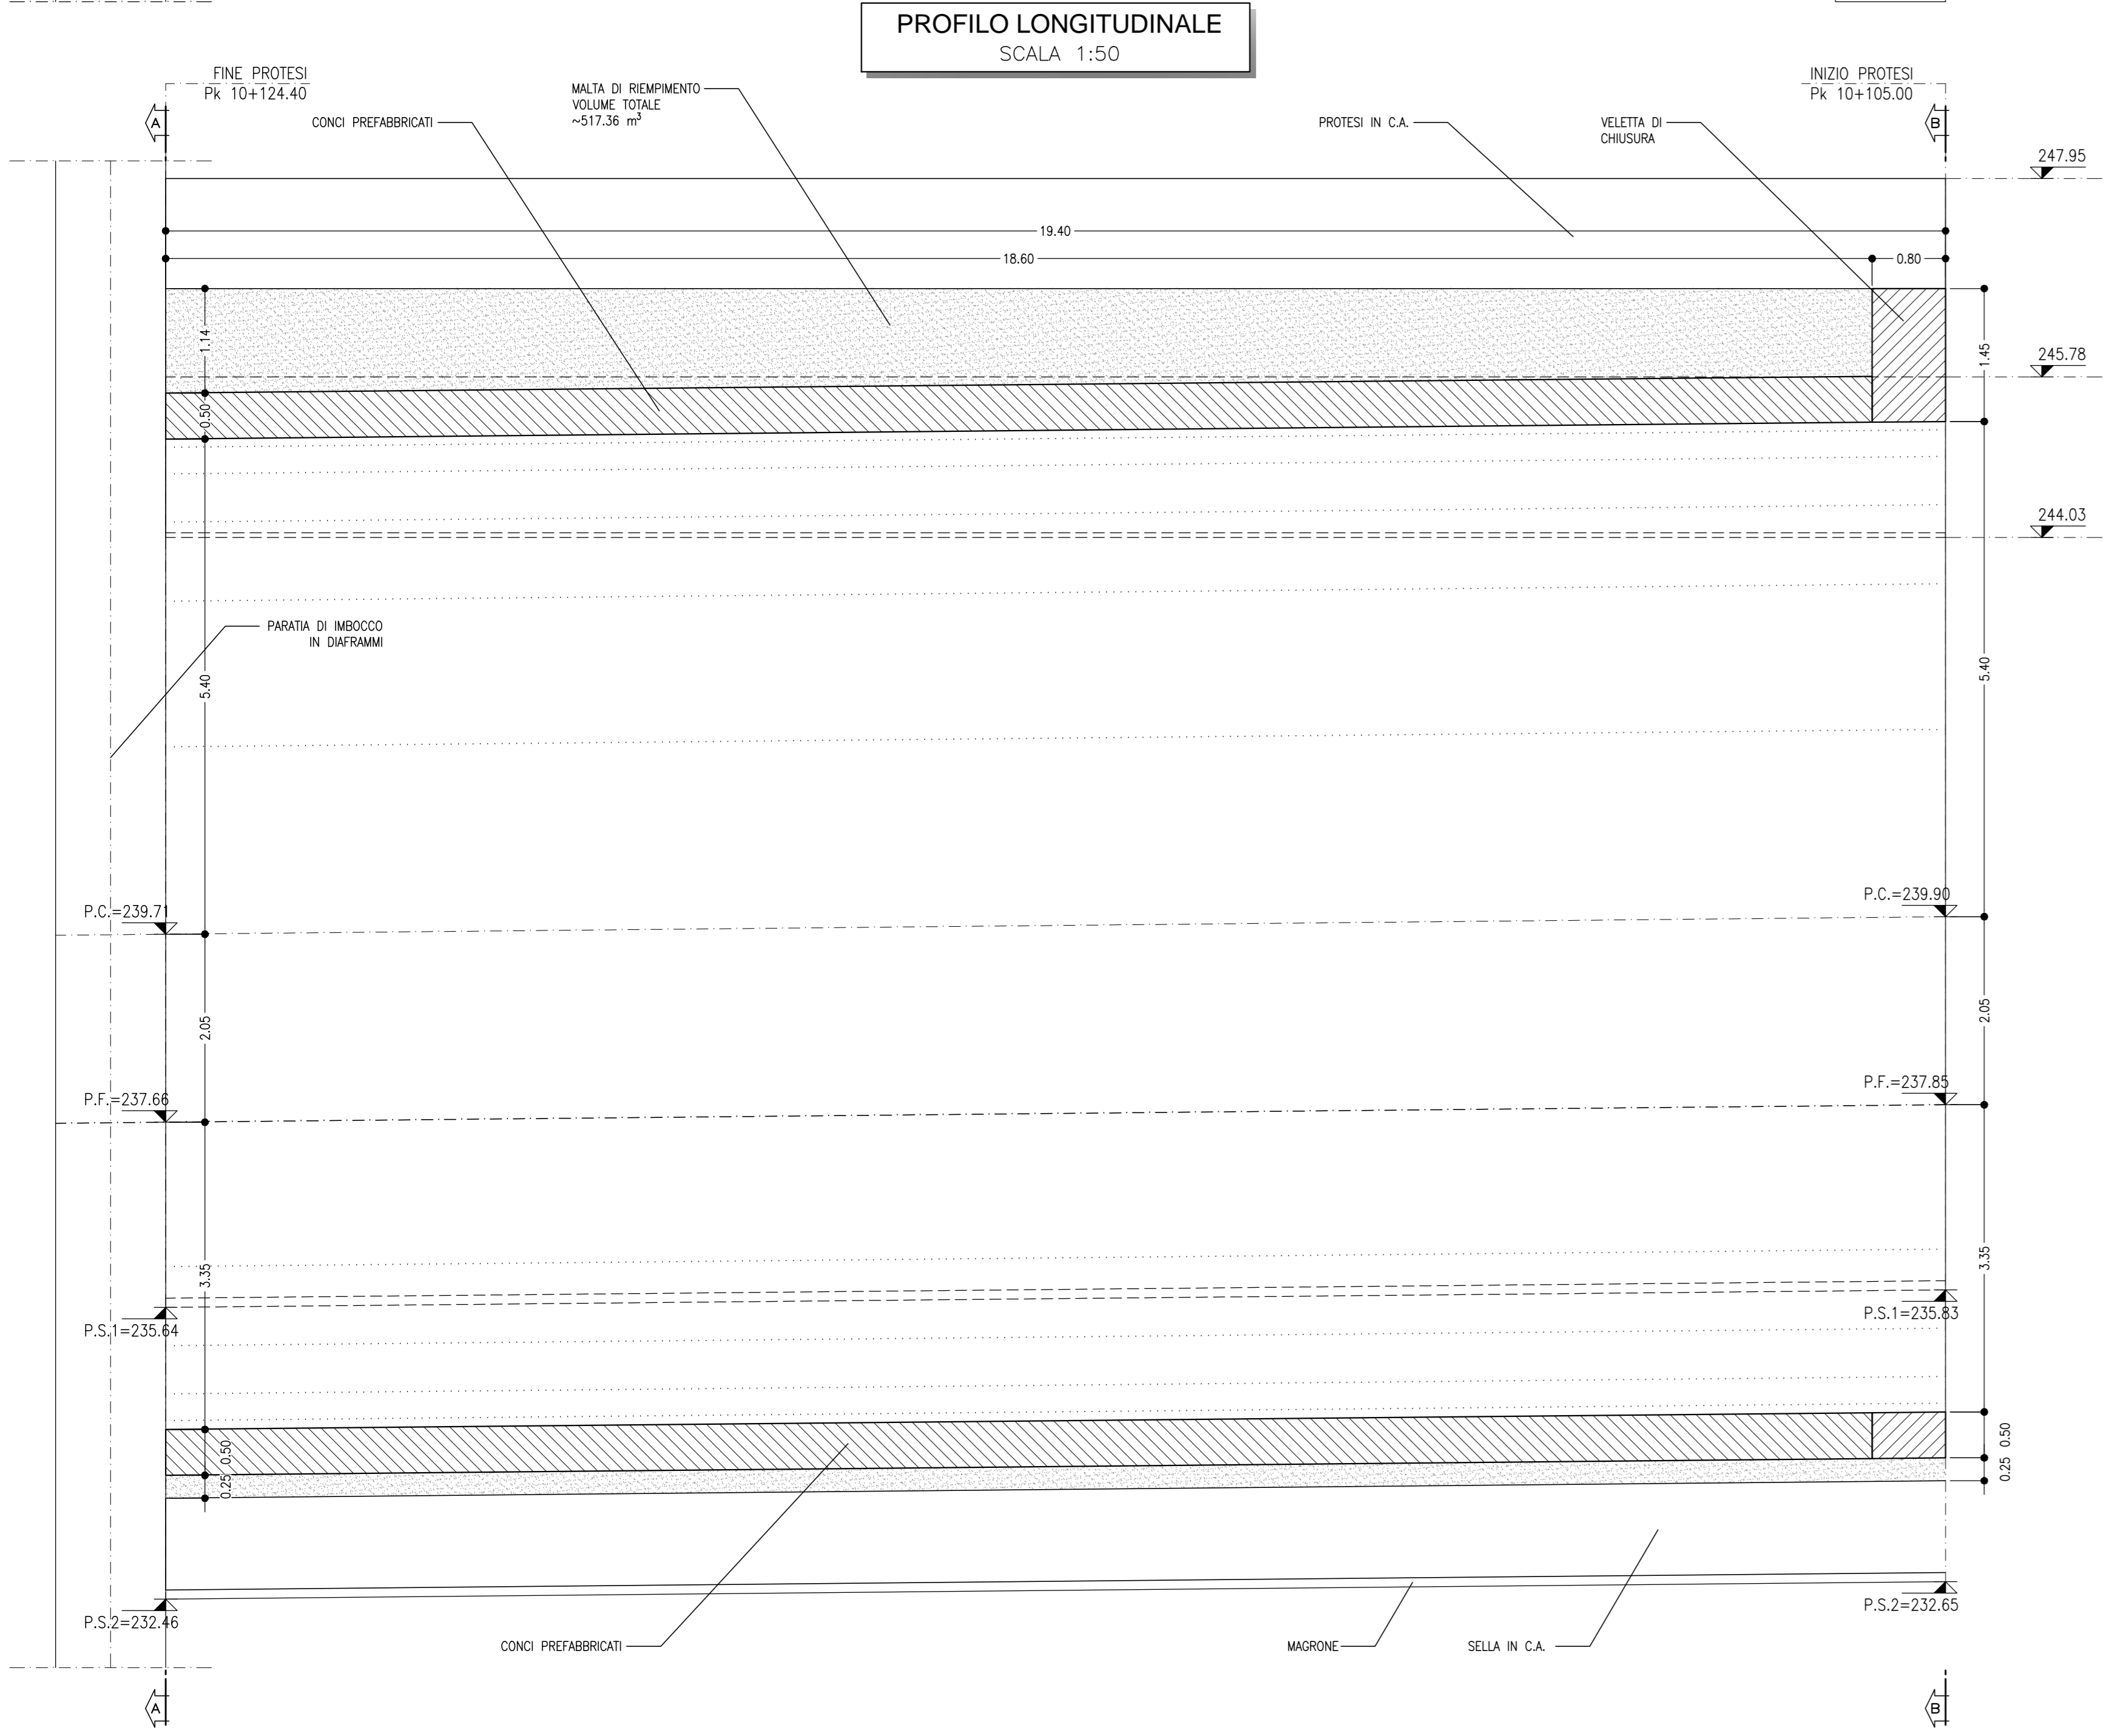 PROFILO LONGITUDINALE
SCALA 1:50
FINE PROTESI
Pk 10+124.40
INIZIO PROTESI
Pk 10+105.00
MALTA DI RIEMPIMENTO
VOLUME TOTALE
~517.36 m³
CONCI PREFABBRICATI
PROTESI IN C.A.
VELETTA DI
CHIUSURA
A
B
247.95
19.40
18.60
0.80
1.14
1.45
245.78
0.50
244.03
PARATIA DI IMBOCCO
IN DIAFRAMMI
5.40
5.40
P.C.=239.71
P.C.=239.90
2.05
2.05
P.F.=237.66
P.F.=237.85
3.35
3.35
P.S.1=235.64
P.S.1=235.83
0.50
0.50
0.25
0.25
P.S.2=232.46
P.S.2=232.65
CONCI PREFABBRICATI
MAGRONE
SELLA IN C.A.
A
B